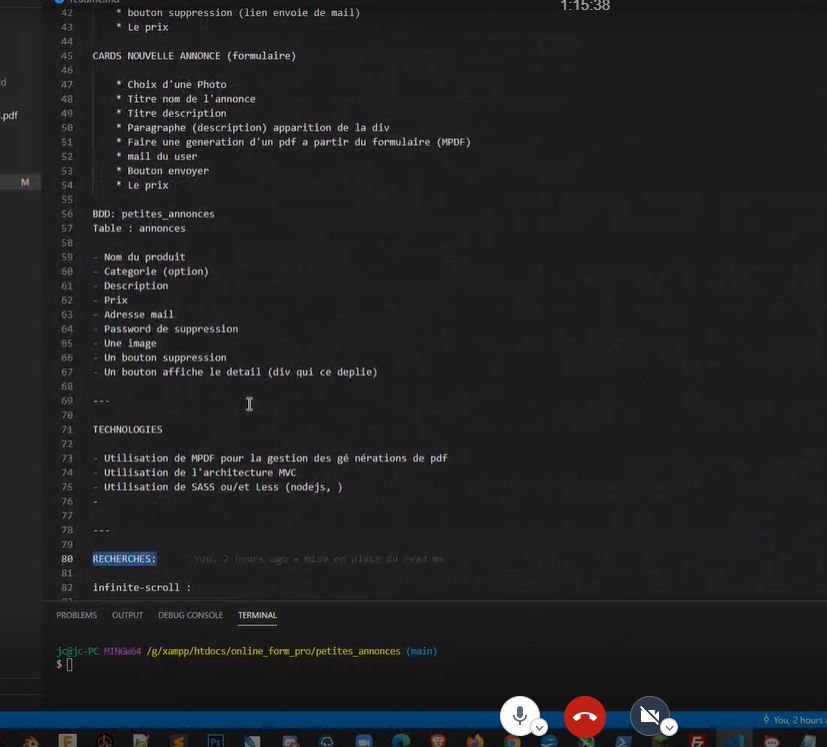 readme.md
1:15:38
42 * bouton suppression (lien envoie de mail)
43 * Le prix
44
45 CARDS NOUVELLE ANNONCE (formulaire)
46
47 * Choix d'une Photo
48 * Titre nom de l'annonce
49 * Titre description
50 * Paragraphe (description) apparition de la div
51 * Faire une generation d'un pdf a partir du formulaire (MPDF)
52 * mail du user
53 * Bouton envoyer
54 * Le prix
55
56 BDD: petites_annonces
57 Table : annonces
58
59 - Nom du produit
60 - Categorie (option)
61 - Description
62 - Prix
63 - Adresse mail
64 - Password de suppression
65 - Une image
66 - Un bouton suppression
67 - Un bouton affiche le detail (div qui ce deplie)
68
69 ---
70
71 TECHNOLOGIES
72
73 - Utilisation de MPDF pour la gestion des gé nérations de pdf
74 - Utilisation de l'architecture MVC
75 - Utilisation de SASS ou/et Less (nodejs, )
76 -
77
78 ---
79
80 RECHERCHES: You, 2 hours ago • mise en place du read me
81
82 infinite-scroll :
.pdf
M
PROBLEMS OUTPUT DEBUG CONSOLE TERMINAL
jc@jc-PC MINGW64 /g/xampp/htdocs/online_form_pro/petites_annonces (main)
$
You, 2 hours